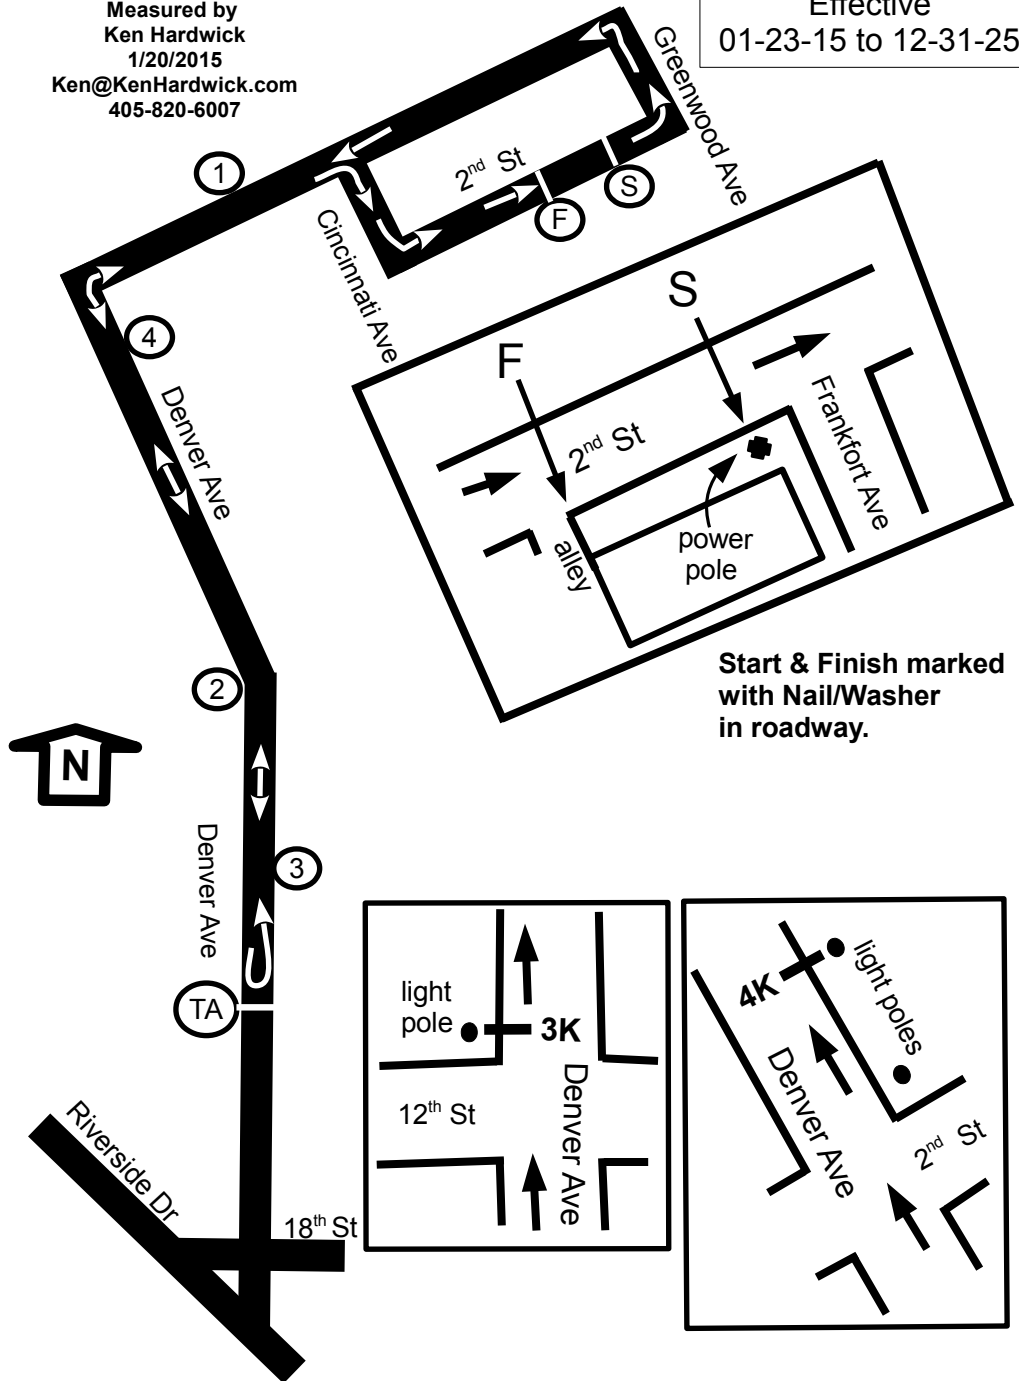 Measured by
Ken Hardwick
1/20/2015
Ken@KenHardwick.com
405-820-6007
Effective
01-23-15 to 12-31-25
Greenwood Ave
1
2nd St
S
F
Cincinnati Ave
4
Denver Ave
S
F
2nd St
Frankfort Ave
alley
power
pole
Start & Finish marked
with Nail/Washer
in roadway.
2
N
Denver Ave
3
TA
Riverside Dr
18th St
light
pole
3K
12th St
Denver Ave
4K
light poles
Denver Ave
2nd St